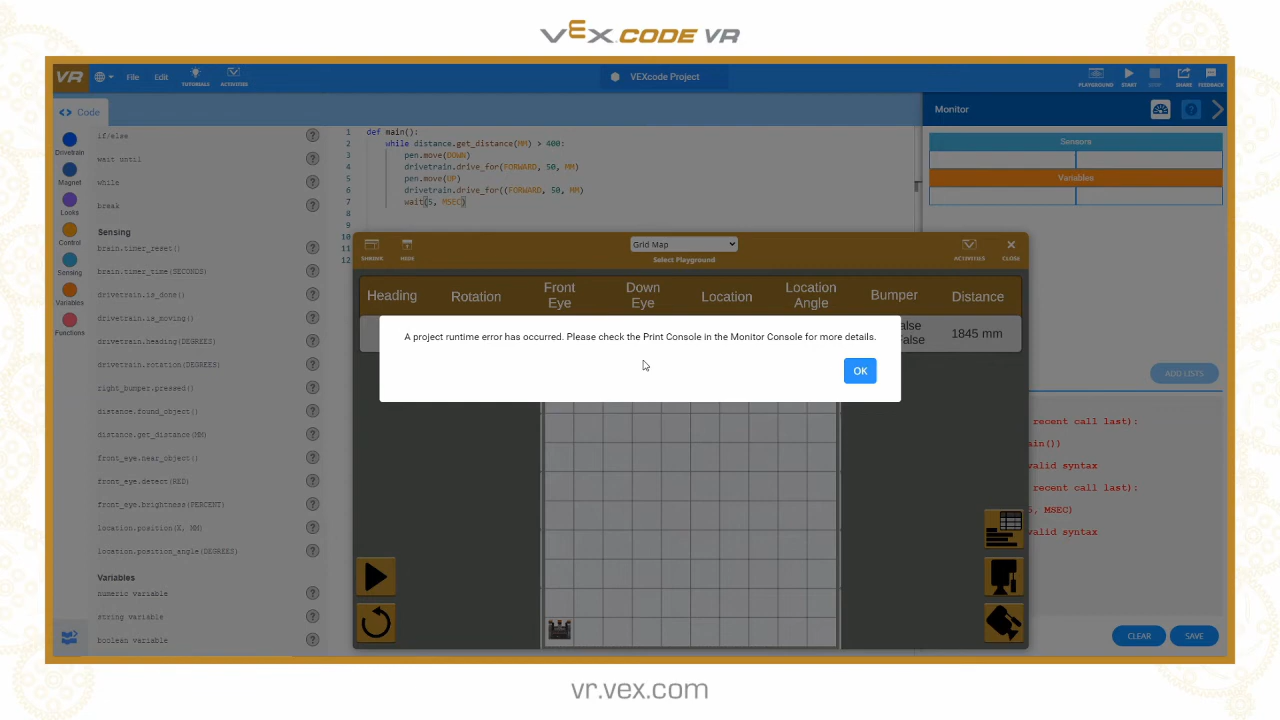 VEX CODE VR
VR
File
Edit
TUTORIALS
ACTIVITIES
VEXcode Project
PLAYGROUND
START
SHARE
FEEDBACK
<> Code
Monitor
Drivetrain
Magnet
Looks
Control
Sensing
Variables
Functions
if/else
wait until
while
break
Sensing
brain.timer_reset()
brain.timer_time(SECONDS)
drivetrain.is_done()
drivetrain.is_moving()
drivetrain.heading(DEGREES)
drivetrain.rotation(DEGREES)
right_bumper.pressed()
distance.found_object()
distance.get_distance(MM)
front_eye.near_object()
front_eye.detect(RED)
front_eye.brightness(PERCENT)
location.position(X, MM)
location.position_angle(DEGREES)
Variables
numeric variable
string variable
boolean variable
1 def main():
2 while distance.get_distance(MM) > 400:
3 pen.move(DOWN)
4 drivetrain.drive_for(FORWARD, 50, MM)
5 pen.move(UP)
6 drivetrain.drive_for((FORWARD, 50, MM)
7 wait(5, MSEC)
8
10
11
12
Sensors
Variables
SHRINK
HIDE
Grid Map
Select Playground
ACTIVITIES
CLOSE
Heading
Rotation
Front Eye
Down Eye
Location
Location Angle
Bumper
Distance
alse
alse
1845 mm
A project runtime error has occurred. Please check the Print Console in the Monitor Console for more details.
OK
ADD LISTS
recent call last):
ain())
valid syntax
recent call last):
5, MSEC)
valid syntax
CLEAR
SAVE
vr.vex.com